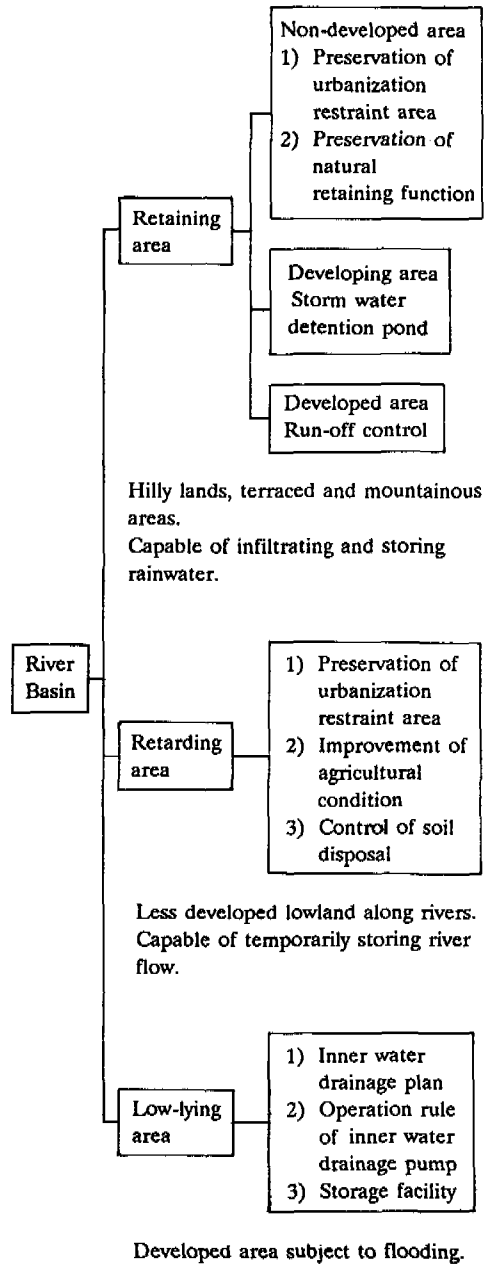 Non-developed area
1) Preservation of
urbanization
restraint area
2) Preservation of
natural
retaining function
Retaining
area
Developing area
Storm water
detention pond
Developed area
Run-off control
Hilly lands, terraced and mountainous
areas.
Capable of infiltrating and storing
rainwater.
River
Basin
1) Preservation of
urbanization
restraint area
2) Improvement of
agricultural
condition
3) Control of soil
disposal
Retarding
area
Less developed lowland along rivers.
Capable of temporarily storing river
flow.
1) Inner water
drainage plan
2) Operation rule
of inner water
drainage pump
3) Storage facility
Low-lying
area
Developed area subject to flooding.